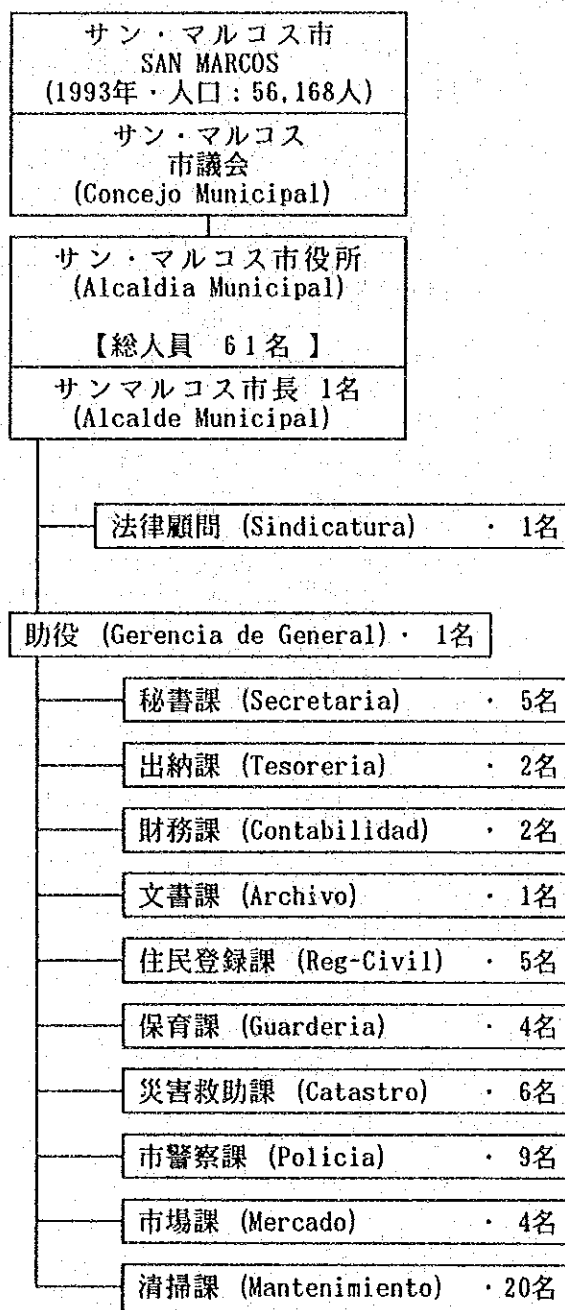 サン・マルコス市
SAN MARCOS
(1993年・人口：56,168人)
サン・マルコス
市議会
(Concejo Municipal)
サン・マルコス市役所
(Alcaldia Municipal)
【総人員 61名 】
サンマルコス市長 1名
(Alcalde Municipal)
法律顧問 (Sindicatura) ・ 1名
助役 (Gerencia de General)・ 1名
秘書課 (Secretaria) ・ 5名
出納課 (Tesoreria) ・ 2名
財務課 (Contabilidad) ・ 2名
文書課 (Archivo) ・ 1名
住民登録課 (Reg-Civil) ・ 5名
保育課 (Guarderia) ・ 4名
災害救助課 (Catastro) ・ 6名
市警察課 (Policia) ・ 9名
市場課 (Mercado) ・ 4名
清掃課 (Mantenimiento) ・20名